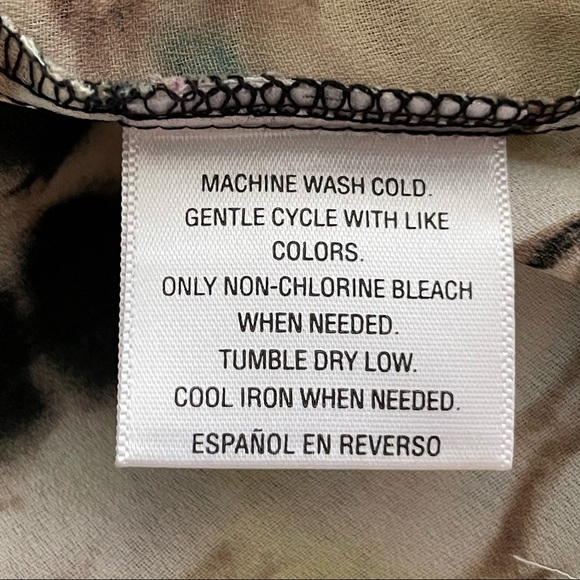 MACHINE WASH COLD.
GENTLE CYCLE WITH LIKE
COLORS.
ONLY NON-CHLORINE BLEACH
WHEN NEEDED.
TUMBLE DRY LOW.
COOL IRON WHEN NEEDED.
ESPAÑOL EN REVERSO